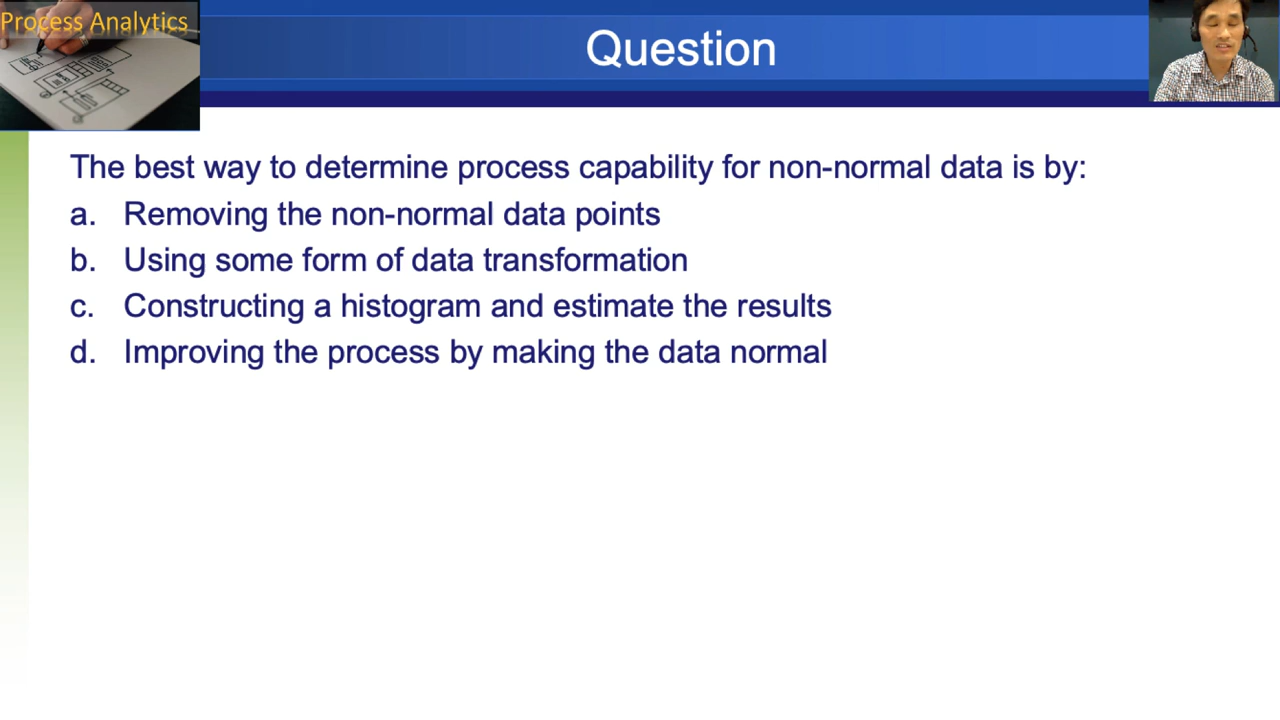 Process Analytics
Question
The best way to determine process capability for non-normal data is by:
a. Removing the non-normal data points
b. Using some form of data transformation
c. Constructing a histogram and estimate the results
d. Improving the process by making the data normal